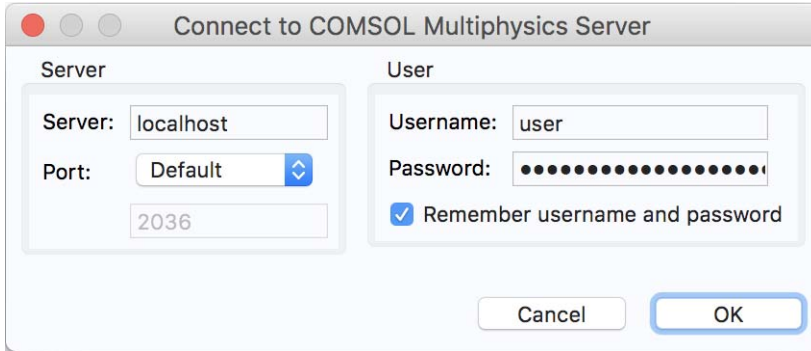 Connect to COMSOL Multiphysics Server
Server
Server: localhost
Port: Default
2036
User
Username: user
Password: ●●●●●●●●●●●●●●●●●●●
Remember username and password
Cancel
OK